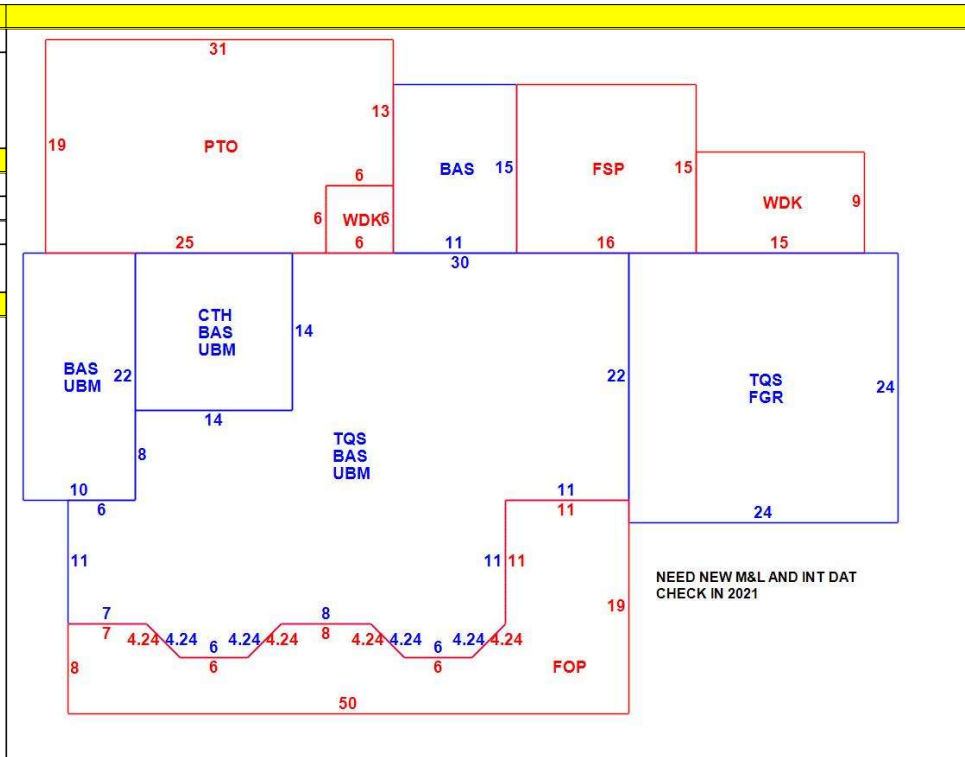 31
19
PTO
13
6
6
WDK
6
25
6
BAS
15
11
30
FSP
15
16
WDK
9
15
CTH
BAS
UBM
14
14
BAS
UBM
22
8
10
6
TQS
BAS
UBM
22
TQS
FGR
24
24
11
11
11
11
11
19
7
7
4.24
4.24
6
6
4.24
4.24
8
8
4.24
4.24
6
6
4.24
4.24
8
FOP
50
NEED NEW M&L AND INT DAT
CHECK IN 2021